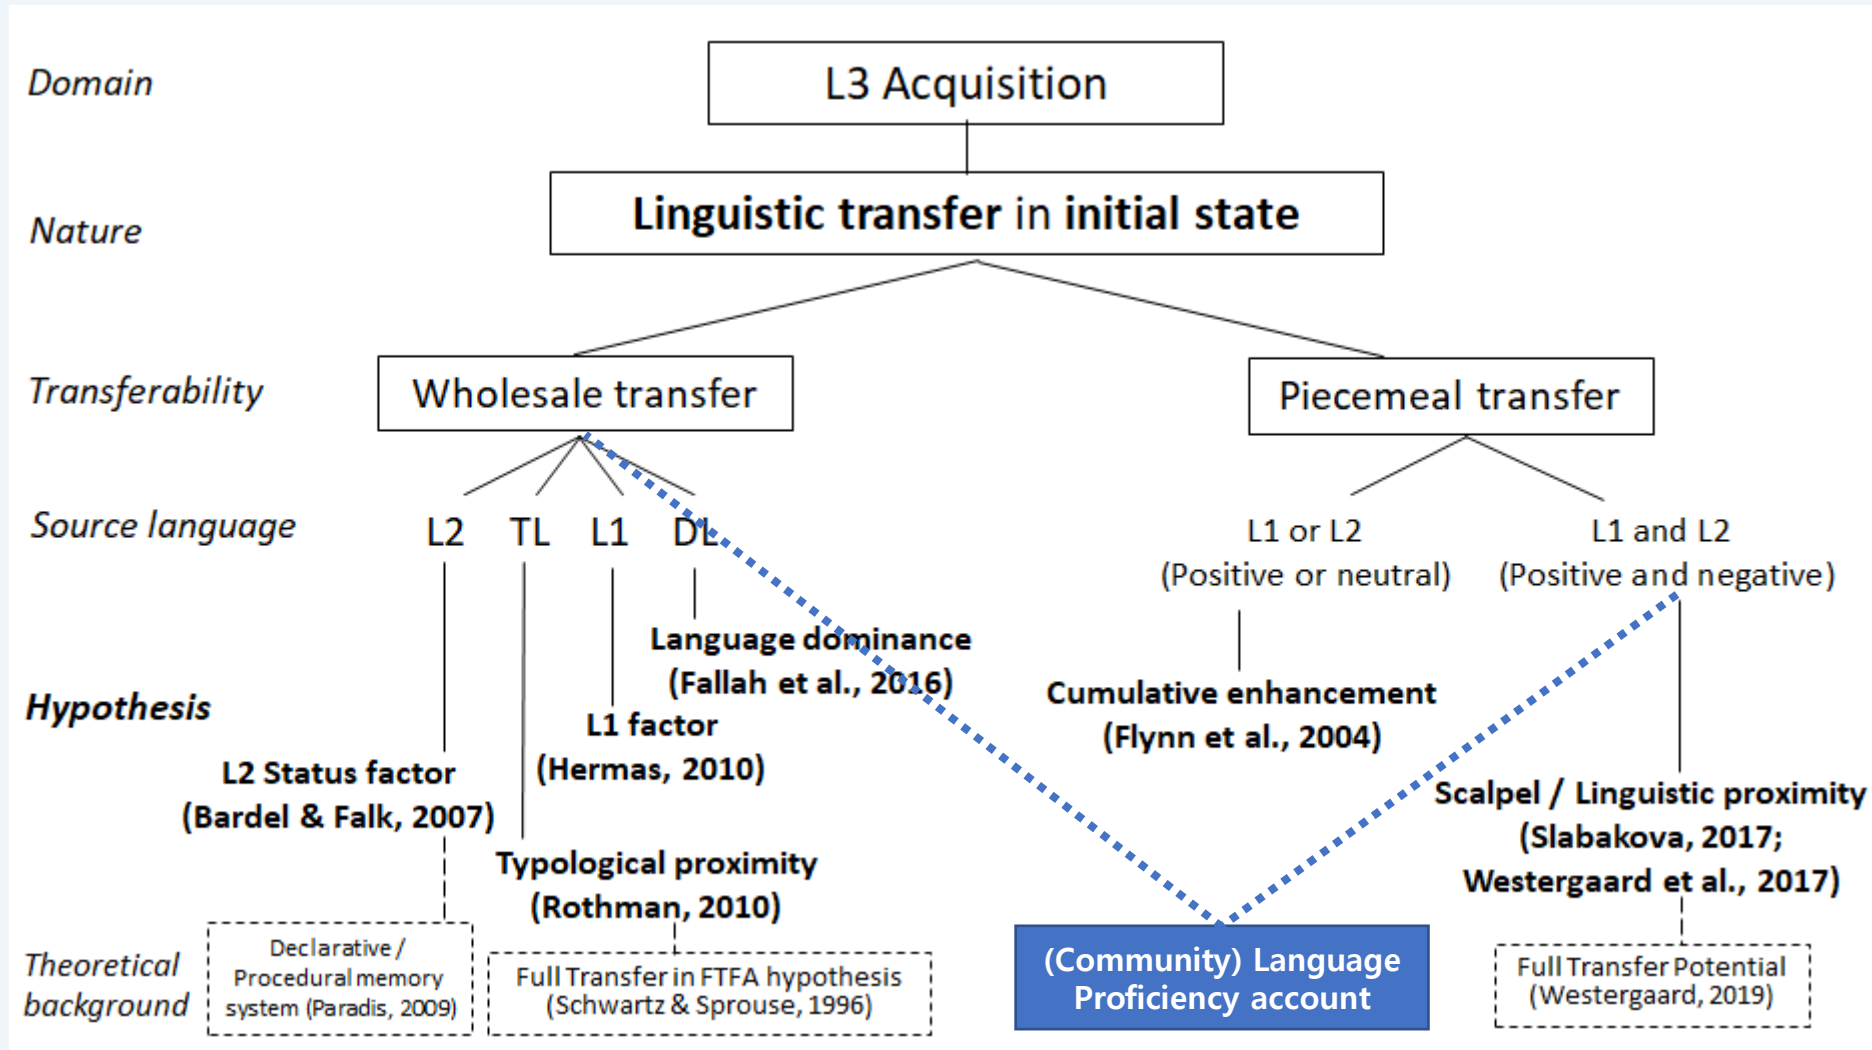 Domain
L3 Acquisition
Nature
Linguistic transfer in initial state
Transferability
Wholesale transfer
Piecemeal transfer
Source language
L2
TL
L1
DL
L1 or L2
(Positive or neutral)
L1 and L2
(Positive and negative)
Hypothesis
Language dominance
(Fallah et al., 2016)
L1 factor
(Hermas, 2010)
L2 Status factor
(Bardel & Falk, 2007)
Typological proximity
(Rothman, 2010)
Cumulative enhancement
(Flynn et al., 2004)
Scalpel / Linguistic proximity
(Slabakova, 2017;
Westergaard et al., 2017)
Theoretical
background
Declarative /
Procedural memory
system (Paradis, 2009)
Full Transfer in FTFA hypothesis
(Schwartz & Sprouse, 1996)
(Community) Language
Proficiency account
Full Transfer Potential
(Westergaard, 2019)